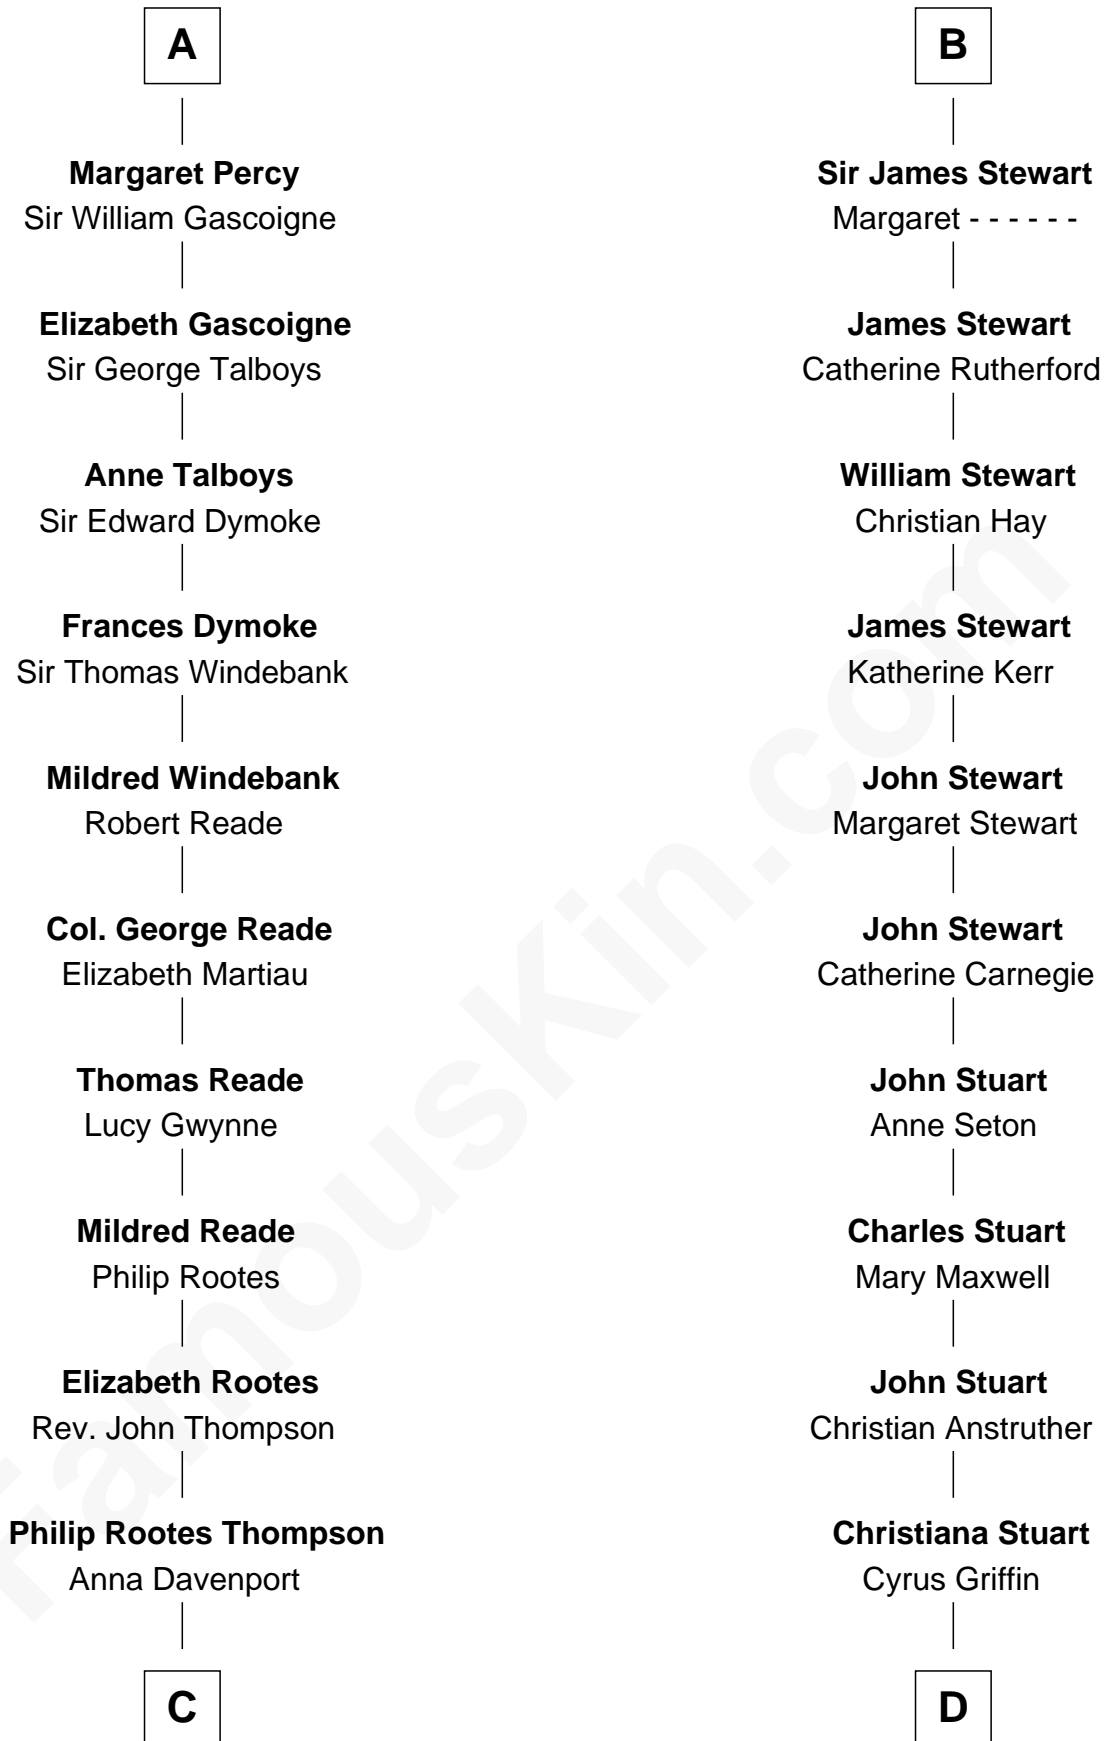 A
Margaret Percy
Sir William Gascoigne
Elizabeth Gascoigne
Sir George Talboys
Anne Talboys
Sir Edward Dymoke
Frances Dymoke
Sir Thomas Windebank
Mildred Windebank
Robert Reade
Col. George Reade
Elizabeth Martiau
Thomas Reade
Lucy Gwynne
Mildred Reade
Philip Rootes
Elizabeth Rootes
Rev. John Thompson
Philip Rootes Thompson
Anna Davenport
C
B
Sir James Stewart
Margaret - - - - - -
James Stewart
Catherine Rutherford
William Stewart
Christian Hay
James Stewart
Katherine Kerr
John Stewart
Margaret Stewart
John Stewart
Catherine Carnegie
John Stuart
Anne Seton
Charles Stuart
Mary Maxwell
John Stuart
Christian Anstruther
Christiana Stuart
Cyrus Griffin
D
FamousKin.com